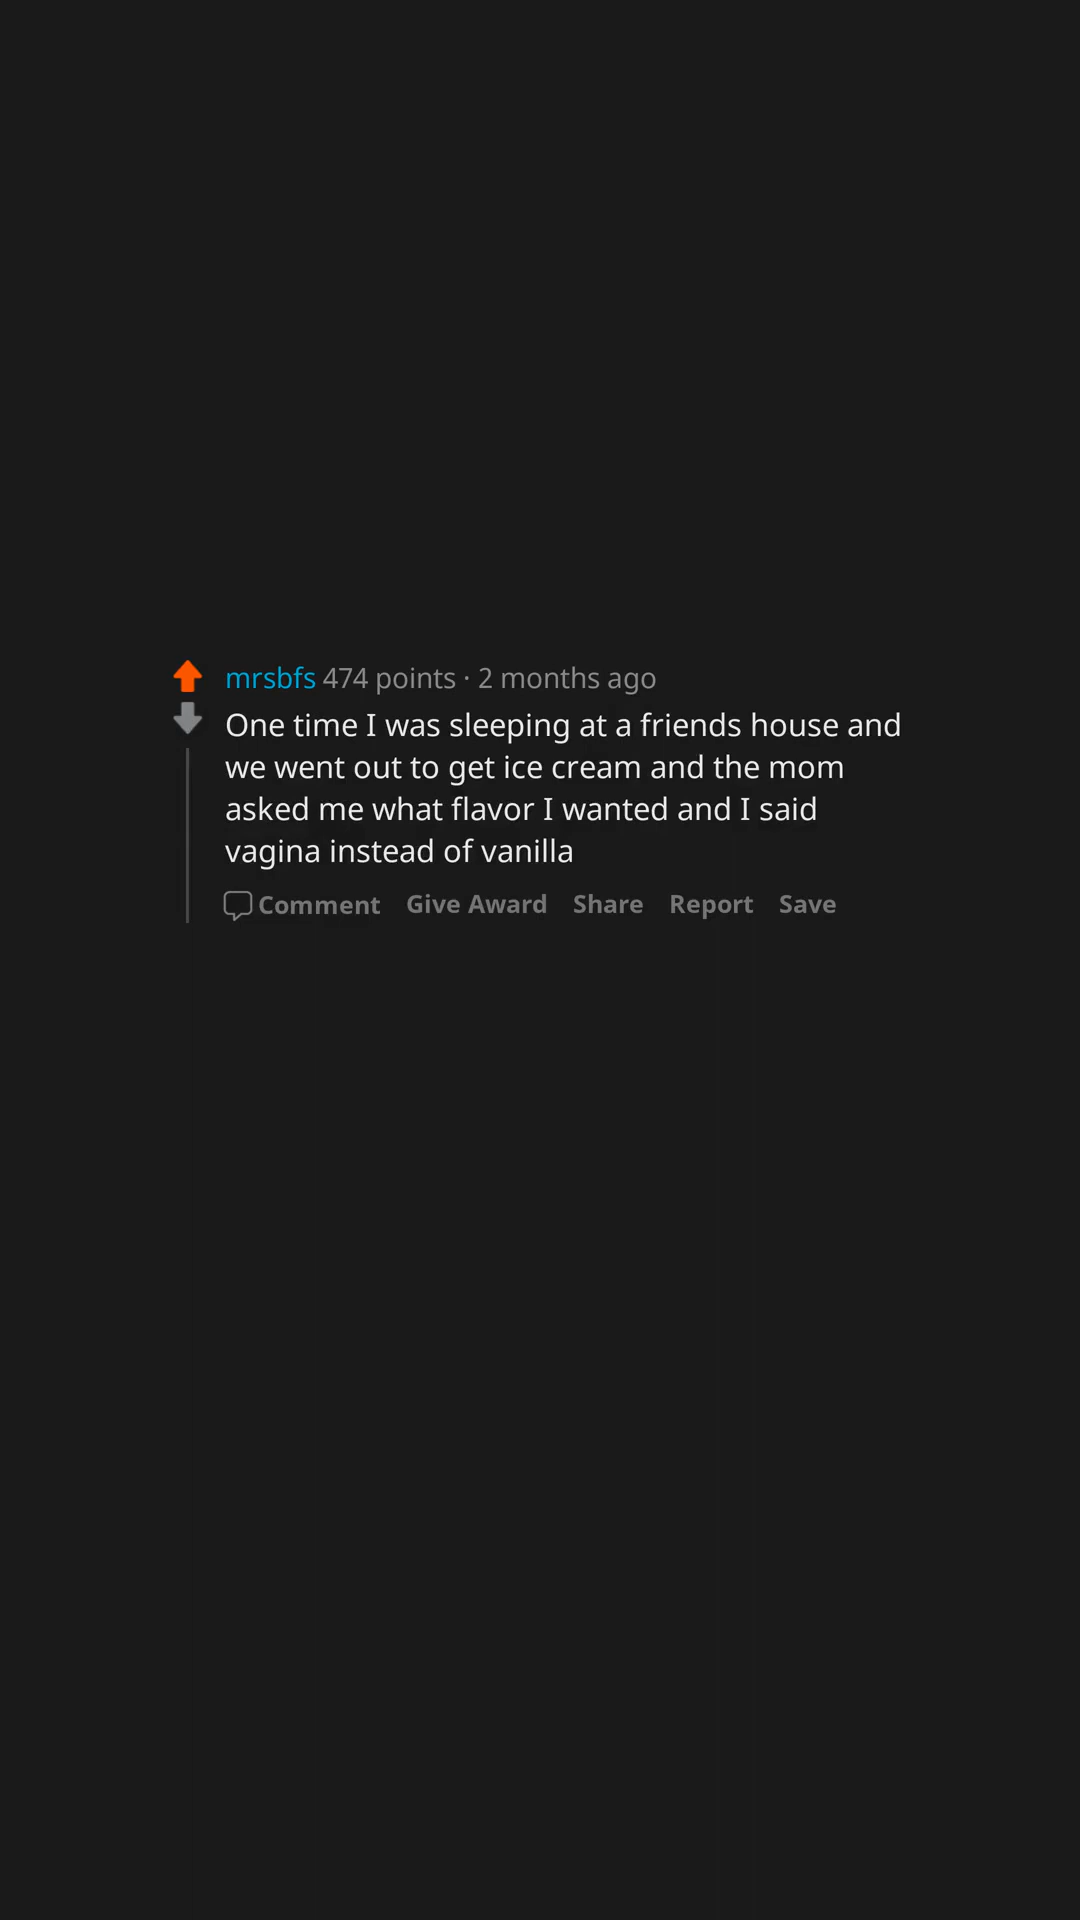 mrsbfs 474 points · 2 months ago
One time I was sleeping at a friends house and
we went out to get ice cream and the mom
asked me what flavor I wanted and I said
vagina instead of vanilla
Comment Give Award Share Report Save